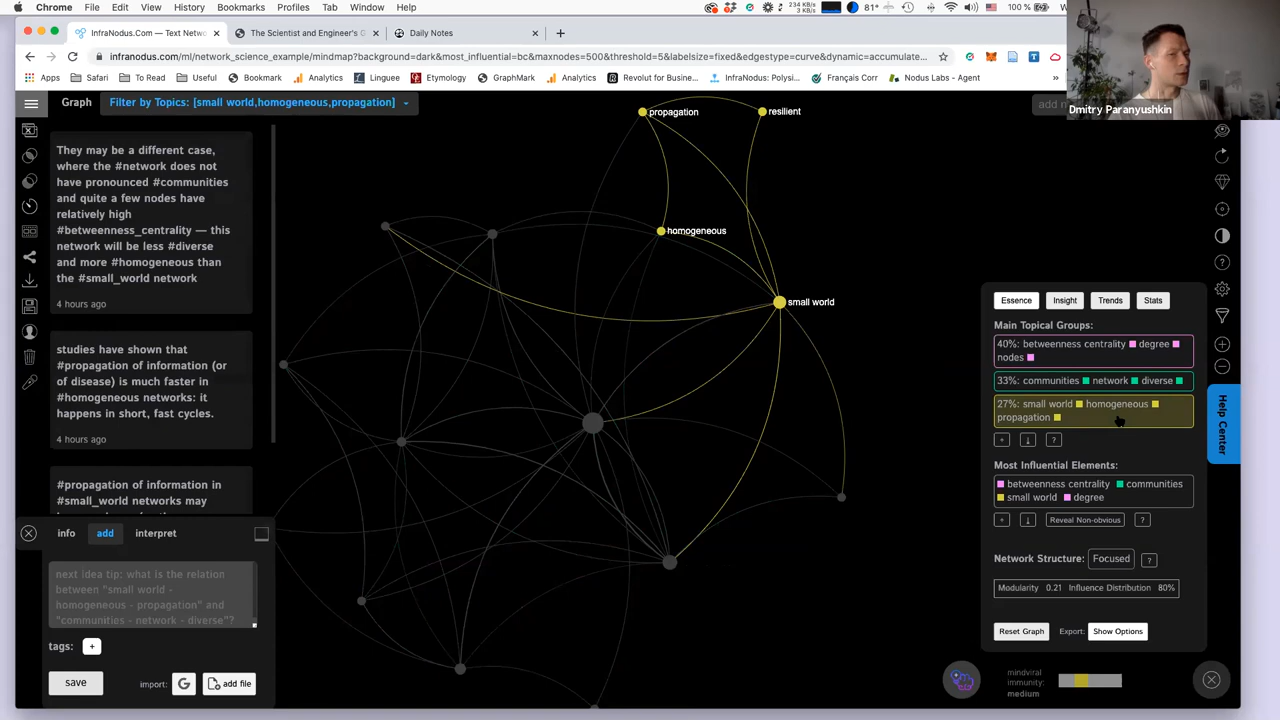 Chrome File Edit View History Bookmarks Profiles Tab Window Help
234 KB/s
3 KB/s
81°
100 %
InfraNodus.Com — Text Netwo
The Scientist and Engineer's G
Daily Notes
infranodus.com/ml/network_science_example/mindmap?background=dark&most_influential=bc&maxnodes=500&threshold=5&labelsize=fixed&edgestype=curve&dynamic=accumulate...
Apps Safari To Read Useful Bookmark Analytics Linguee Etymology GraphMark Analytics Revolut for Busine... InfraNodus: Polysi... Français Corr Nodus Labs - Agent
Dmitry Paranyushkin
Graph
Filter by Topics: [small world,homogeneous,propagation]
add n
propagation
resilient
homogeneous
small world
They may be a different case,
where the #network does not
have pronounced #communities
and quite a few nodes have
relatively high
#betweenness_centrality — this
network will be less #diverse
and more #homogeneous than
the #small_world network
4 hours ago
studies have shown that
#propagation of information (or
of disease) is much faster in
#homogeneous networks: it
happens in short, fast cycles.
4 hours ago
#propagation of information in
#small_world networks may
info add interpret
next idea tip: what is the relation
between "small world -
homogeneous - propagation" and
"communities - network - diverse"?
tags: +
save
import: G add file
Essence Insight Trends Stats
Main Topical Groups:
40%: betweenness centrality degree
nodes
33%: communities network diverse
27%: small world homogeneous
propagation
+ ↓ ?
Most Influential Elements:
betweenness centrality communities
small world degree
+ ↓ Reveal Non-obvious ?
Network Structure: Focused ?
Modularity 0.21 Influence Distribution 80%
Reset Graph Export: Show Options
mindviral
immunity:
medium
Help Center